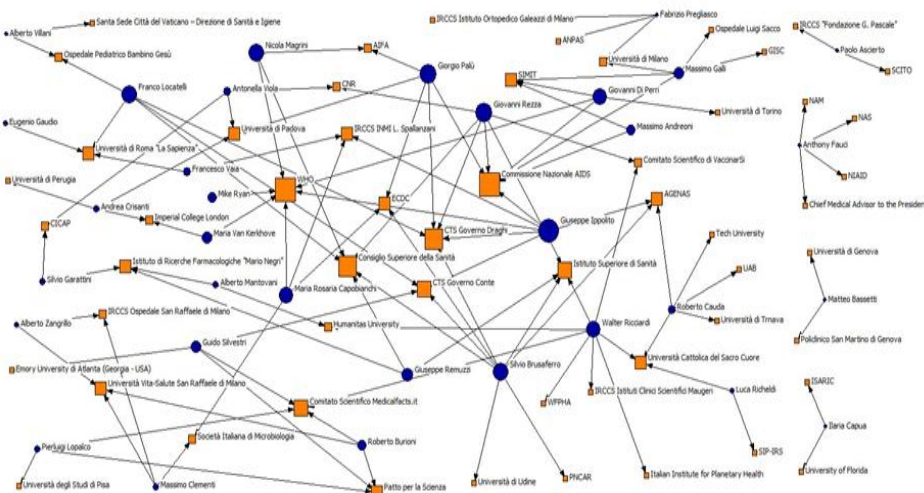 IRCCS Istituto Ortopedico Galeazzi di Milano
Fabrizio Pregliasco
Santa Sede Città del Vaticano – Direzione di Sanità e Igiene
Alberto Villani
Ospedale Luigi Sacco
IRCCS "Fondazione G. Pascale"
ANPAS
Nicola Magrini
AIFA
Ospedale Pediatrico Bambino Gesù
Università di Milano
GISC
Paolo Ascierto
Massimo Galli
SCITO
Giorgio Palù
SIMIT
Franco Locatelli
Antonella Viola
CNR
Giovanni Di Perri
NAM
Giovanni Rezza
Università di Torino
NAS
Eugenio Gaudio
Università di Padova
IRCCS INMI L. Spallanzani
Massimo Andreoni
Università di Roma "La Sapienza"
Anthony Fauci
Francesco Vaia
Comitato Scientifico di VaccinarSì
NIAID
Università di Perugia
WHO
Commissione Nazionale AIDS
Mike Ryan
ECDC
AGENAS
Chief Medical Advisor to the Presiden
Andrea Crisanti
Imperial College London
CICAP
Giuseppe Ippolito
Maria Van Kerkhove
CTS Governo Draghi
Tech University
Università di Genova
Istituto di Ricerche Farmacologiche "Mario Negri"
Consiglio Superiore della Sanità
Istituto Superiore di Sanità
UAB
Silvio Garattini
Alberto Mantovani
CTS Governo Conte
Maria Rosaria Capobianchi
Matteo Bassetti
Roberto Cauda
IRCCS Ospedale San Raffaele di Milano
Università di Trnava
Alberto Zangrillo
Humanitas University
Walter Ricciardi
Policlinico San Martino di Genova
Guido Silvestri
Università Cattolica del Sacro Cuore
Emory University of Atlanta (Georgia - USA)
Silvio Brusaferro
Giuseppe Remuzzi
Università Vita-Salute San Raffaele di Milano
IRCCS Istituti Clinici Scientifici Maugeri
Luca Richeldi
ISARIC
WFPHA
Comitato Scientifico Medicalfacts.it
Ilaria Capua
Società Italiana di Microbiologia
Pierluigi Lopalco
Roberto Burioni
SIP-IRS
University of Florida
Università degli Studi di Pisa
Massimo Clementi
Patto per la Scienza
Università di Udine
PNCAR
Italian Institute for Planetary Health